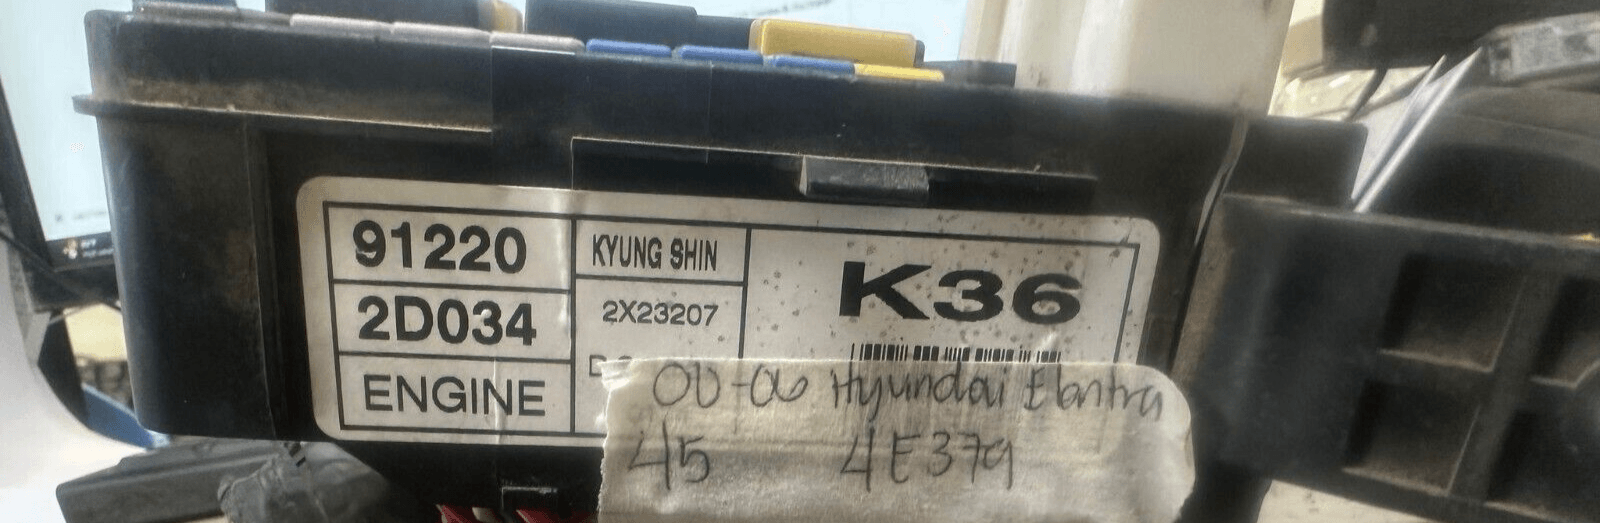 91220
2D034
ENGINE
KYUNG SHIN
2X23207
K36
00-06 Hyundai Elantra
45 4E379